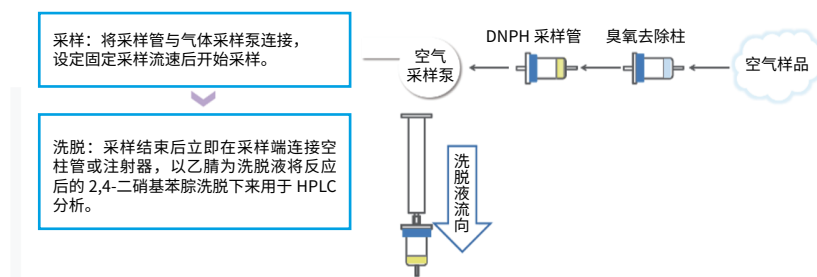 采样：将采样管与气体采样泵连接，
设定固定采样流速后开始采样。
空气
采样泵
DNPH 采样管
臭氧去除柱
空气样品
洗脱：采样结束后立即在采样端连接空
柱管或注射器，以乙腈为洗脱液将反应
后的 2,4-二硝基苯腙洗脱下来用于 HPLC
分析。
洗脱液流向